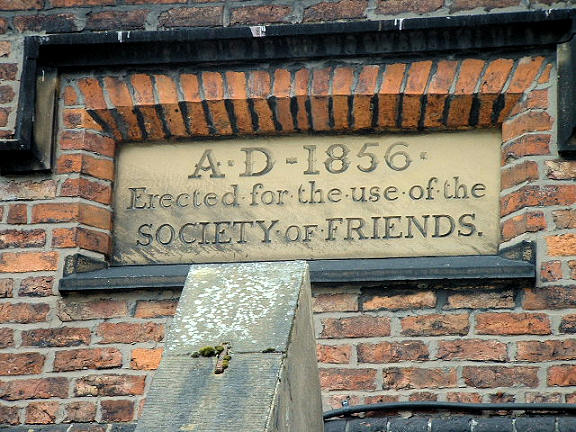 A·D-1856·
Erected·for·the·use·of·the
SOCIETY·OF·FRIENDS.